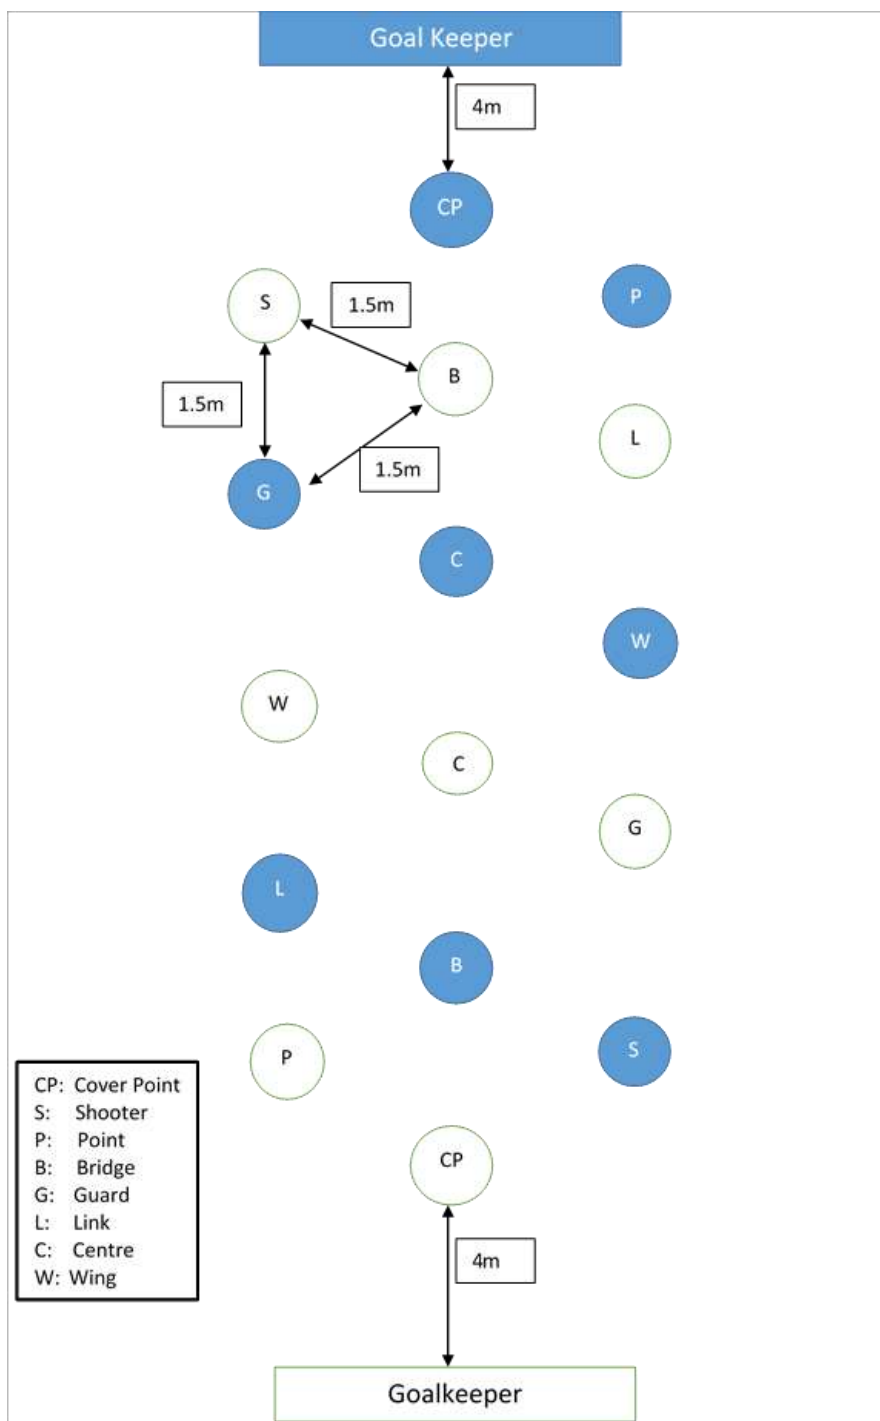 Goal Keeper
4m
CP
P
S
1.5m
B
1.5m
L
1.5m
G
C
W
W
C
G
L
B
P
S
CP: Cover Point
S: Shooter
P: Point
B: Bridge
G: Guard
L: Link
C: Centre
W: Wing
CP
4m
Goalkeeper